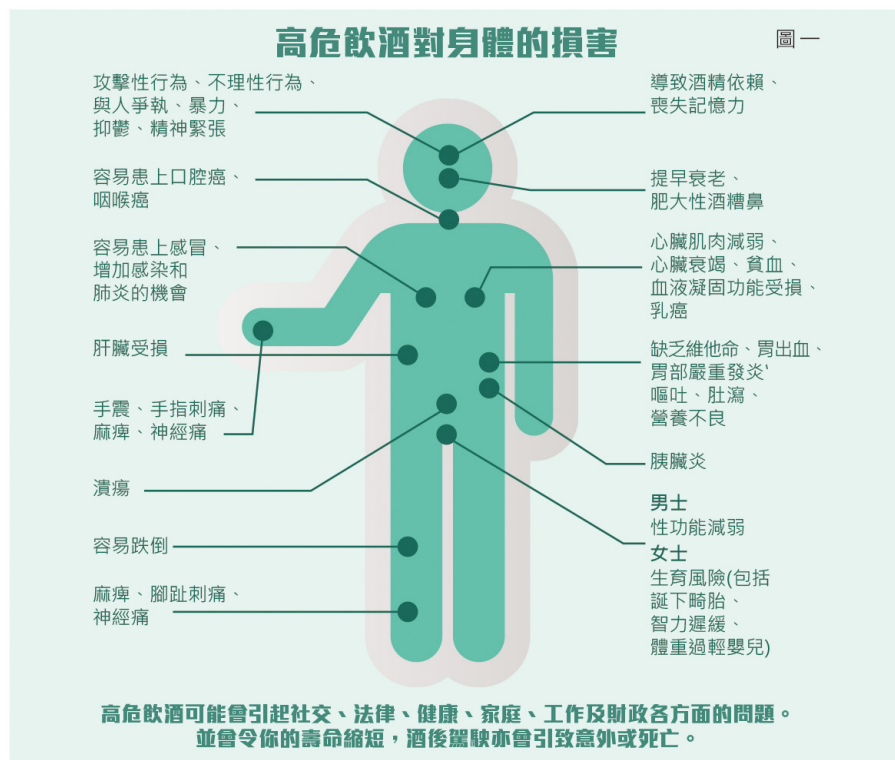 高危飲酒對身體的損害
圖一
攻擊性行為、不理性行為、
與人爭執、暴力、
抑鬱、精神緊張
容易患上口腔癌、
咽喉癌
容易患上感冒、
增加感染和
肺炎的機會
肝臟受損
手震、手指刺痛、
麻痺、神經痛
潰瘍
容易跌倒
麻痺、腳趾刺痛、
神經痛
導致酒精依賴、
喪失記憶力
提早衰老、
肥大性酒糟鼻
心臟肌肉減弱、
心臟衰竭、貧血、
血液凝固功能受損、
乳癌
缺乏維他命、胃出血、
胃部嚴重發炎‵
嘔吐、肚瀉、
營養不良
胰臟炎
男士
性功能減弱
女士
生育風險(包括
誕下畸胎、
智力遲緩、
體重過輕嬰兒)
高危飲酒可能會引起社交、法律、健康、家庭、工作及財政各方面的問題。
並會令你的壽命縮短，酒後駕駛亦會引致意外或死亡。